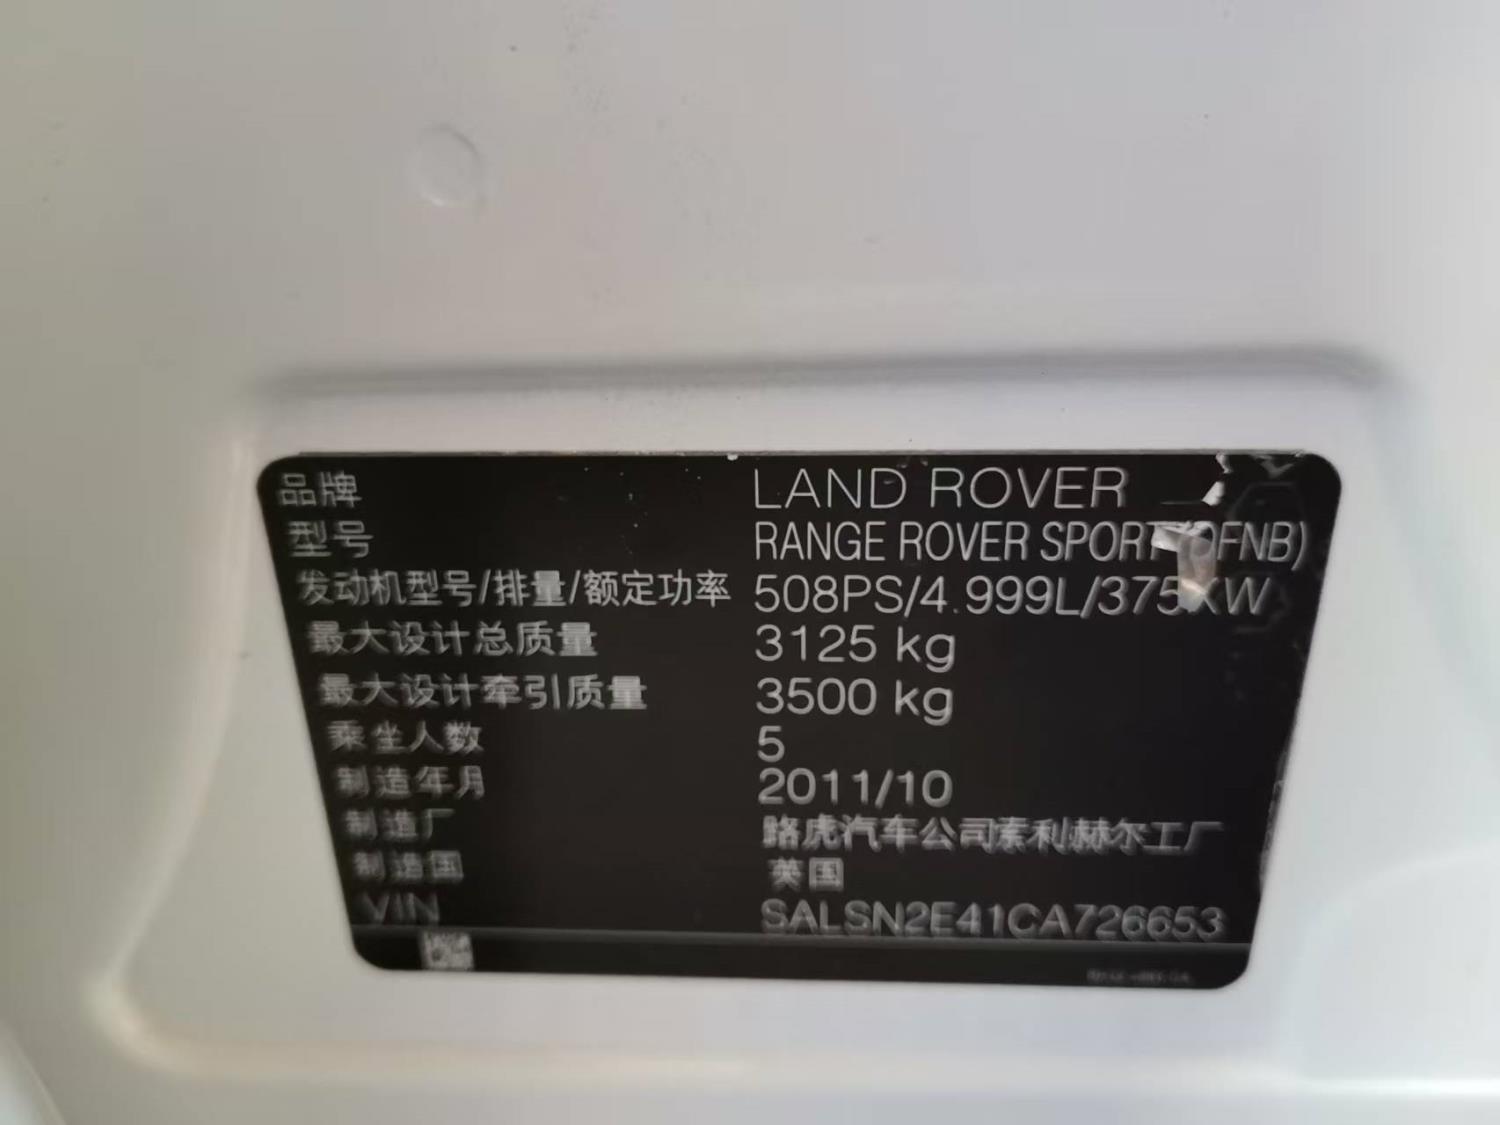 品牌 LAND ROVER
型号 RANGE ROVER SPORT FNB)
发动机型号/排量/额定功率 508PS/4.999L/375KW
最大设计总质量 3125 kg
最大设计牵引质量 3500 kg
乘坐人数 5
制造年月 2011/10
制造厂 路虎汽车公司索利赫尔工厂
制造国 英国
VIN SALSN2E41CA726653